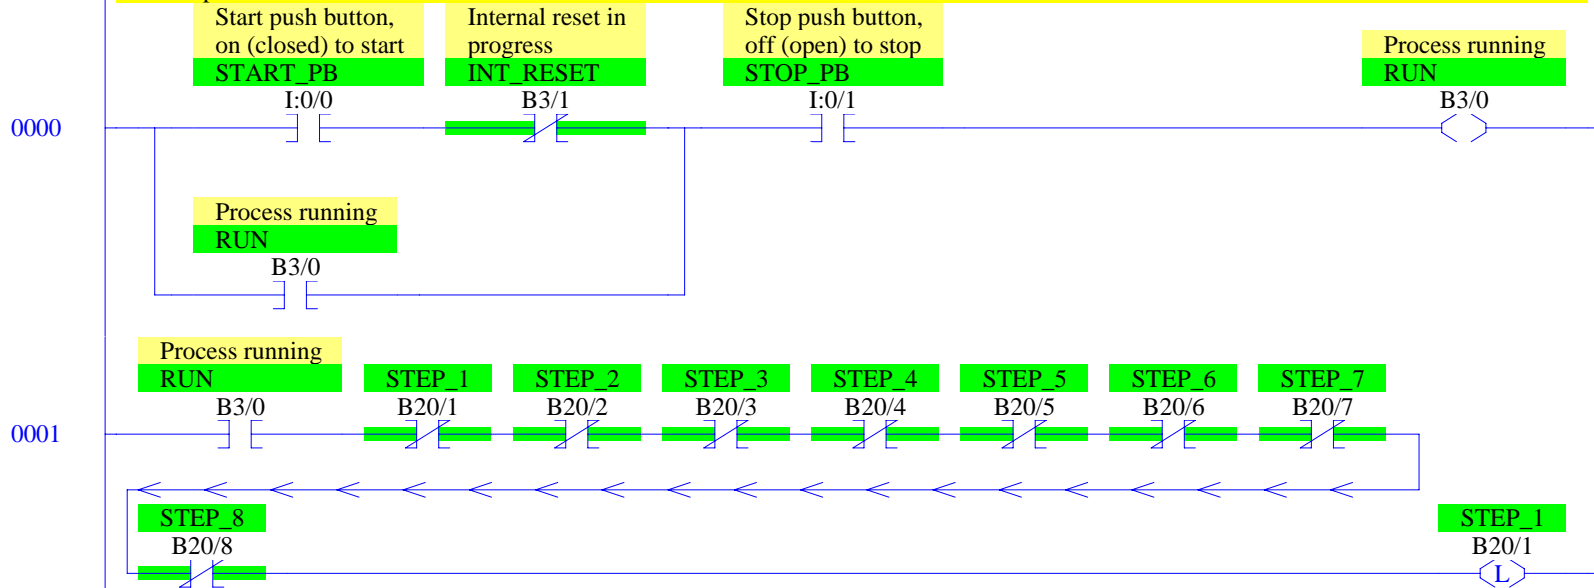 Start push button,
on (closed) to start
START_PB
I:0/0
Internal reset in
progress
INT_RESET
B3/1
Stop push button,
off (open) to stop
STOP_PB
I:0/1
Process running
RUN
B3/0
0000
Process running
RUN
B3/0
Process running
RUN
B3/0
STEP_1
B20/1
STEP_2
B20/2
STEP_3
B20/3
STEP_4
B20/4
STEP_5
B20/5
STEP_6
B20/6
STEP_7
B20/7
0001
STEP_8
B20/8
STEP_1
B20/1
L